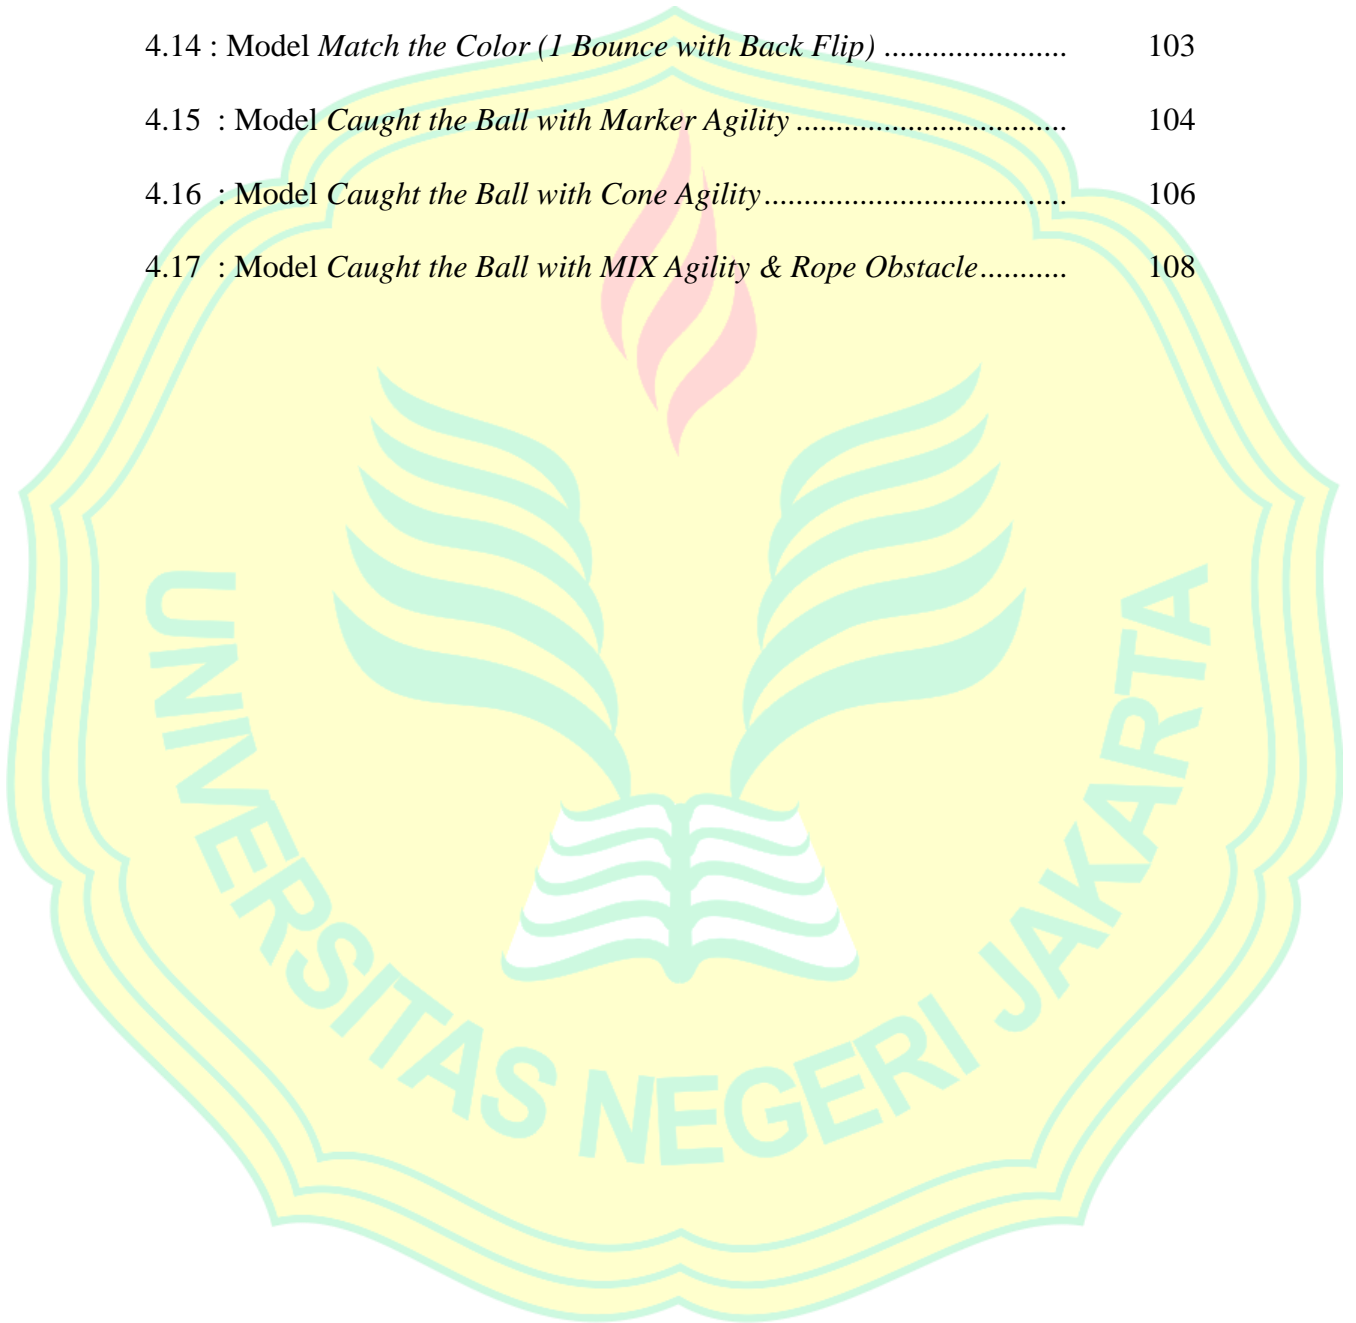 4.14 : Model Match the Color (1 Bounce with Back Flip) ....................... 103
4.15 : Model Caught the Ball with Marker Agility .................................. 104
4.16 : Model Caught the Ball with Cone Agility ...................................... 106
4.17 : Model Caught the Ball with MIX Agility & Rope Obstacle ........... 108
UNIVERSITAS NEGERI JAKARTA